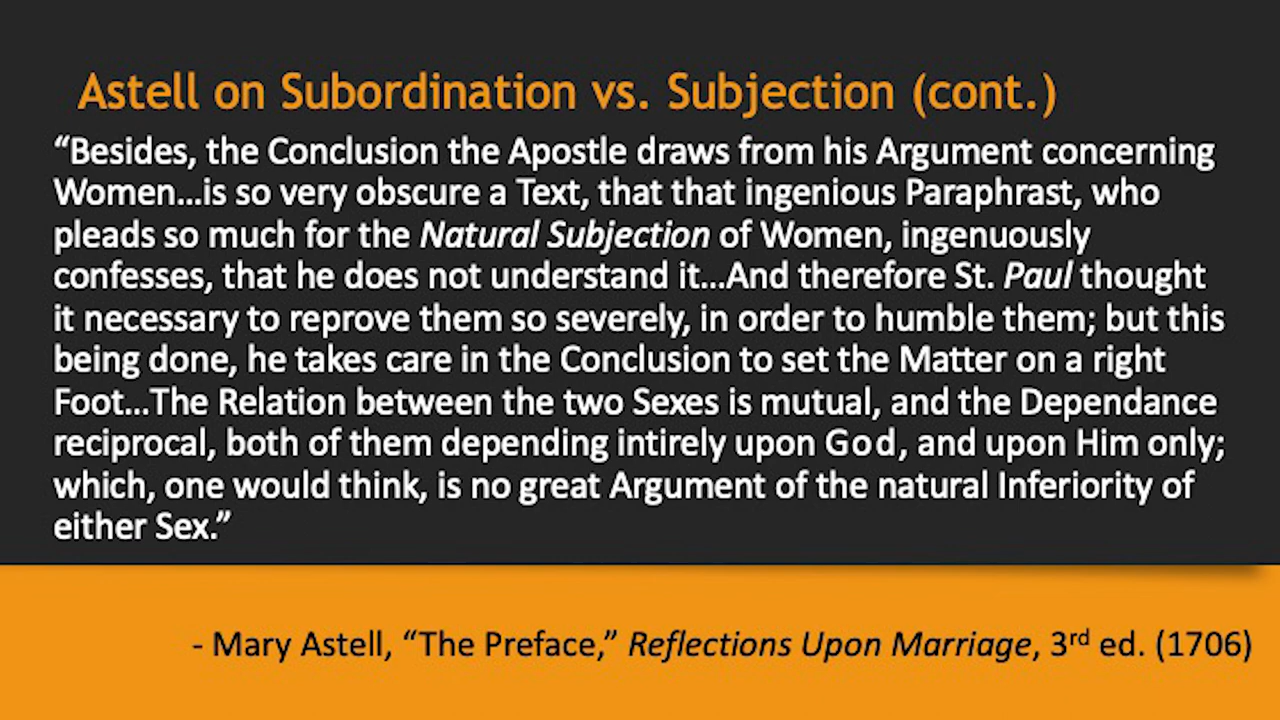 Astell on Subordination vs. Subjection (cont.)
“Besides, the Conclusion the Apostle draws from his Argument concerning
Women...is so very obscure a Text, that that ingenious Paraphrast, who
pleads so much for the Natural Subjection of Women, ingenuously
confesses, that he does not understand it...And therefore St. Paul thought
it necessary to reprove them so severely, in order to humble them; but this
being done, he takes care in the Conclusion to set the Matter on a right
Foot...The Relation between the two Sexes is mutual, and the Dependance
reciprocal, both of them depending intirely upon God, and upon Him only;
which, one would think, is no great Argument of the natural Inferiority of
either Sex.”
- Mary Astell, “The Preface,” Reflections Upon Marriage, 3rd ed. (1706)